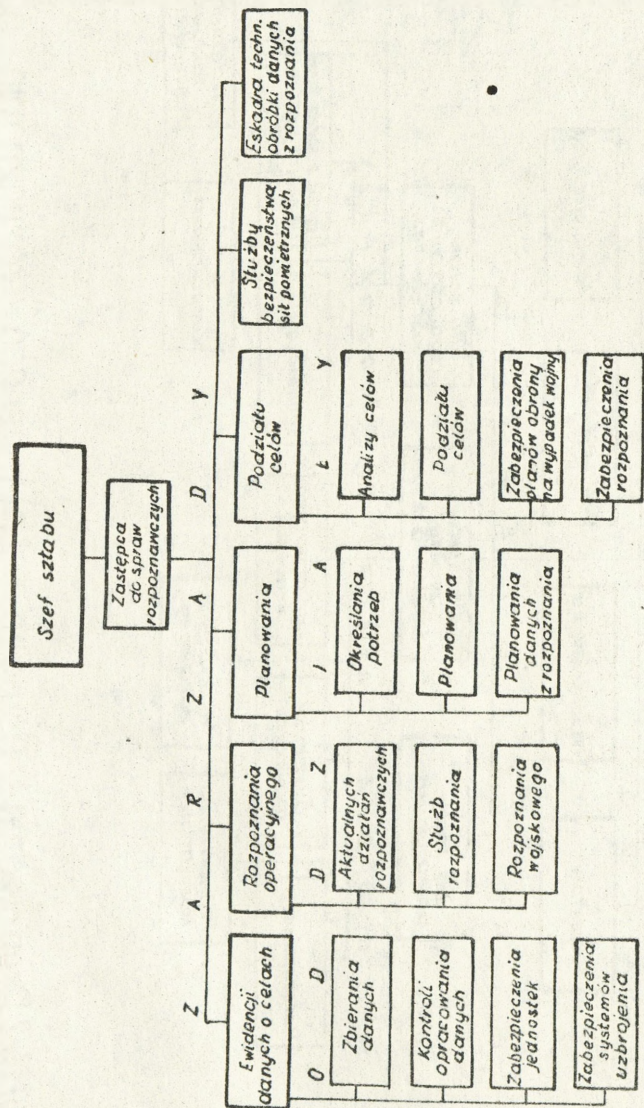 Szef sztabu
Zastępca
do spraw
rozpoznawczych
Z A R Z A D Y
Ewidencji
danych o celach
Rozpoznania
operacyjnego
Planowania
Podziału
celów
Służby
bezpieczeństwa
sił powietrznych
Eskadra techn.
obróbki danych
z rozpoznania
O D D Z I A Ł Y
Zbierania
danych
Kontroli
opracowania
danych
Zabezpieczenia
jednostek
Zabezpieczenia
systemów
uzbrojenia
Aktualnych
działań
rozpoznawczych
Służb
rozpoznania
Rozpoznania
wojskowego
Określania
potrzeb
Planowania
Planowania
danych
z rozpoznania
Analizy celów
Podziału
celów
Zabezpieczenia
planów obrony
na wypadek wojny
Zabezpieczenia
rozpoznania